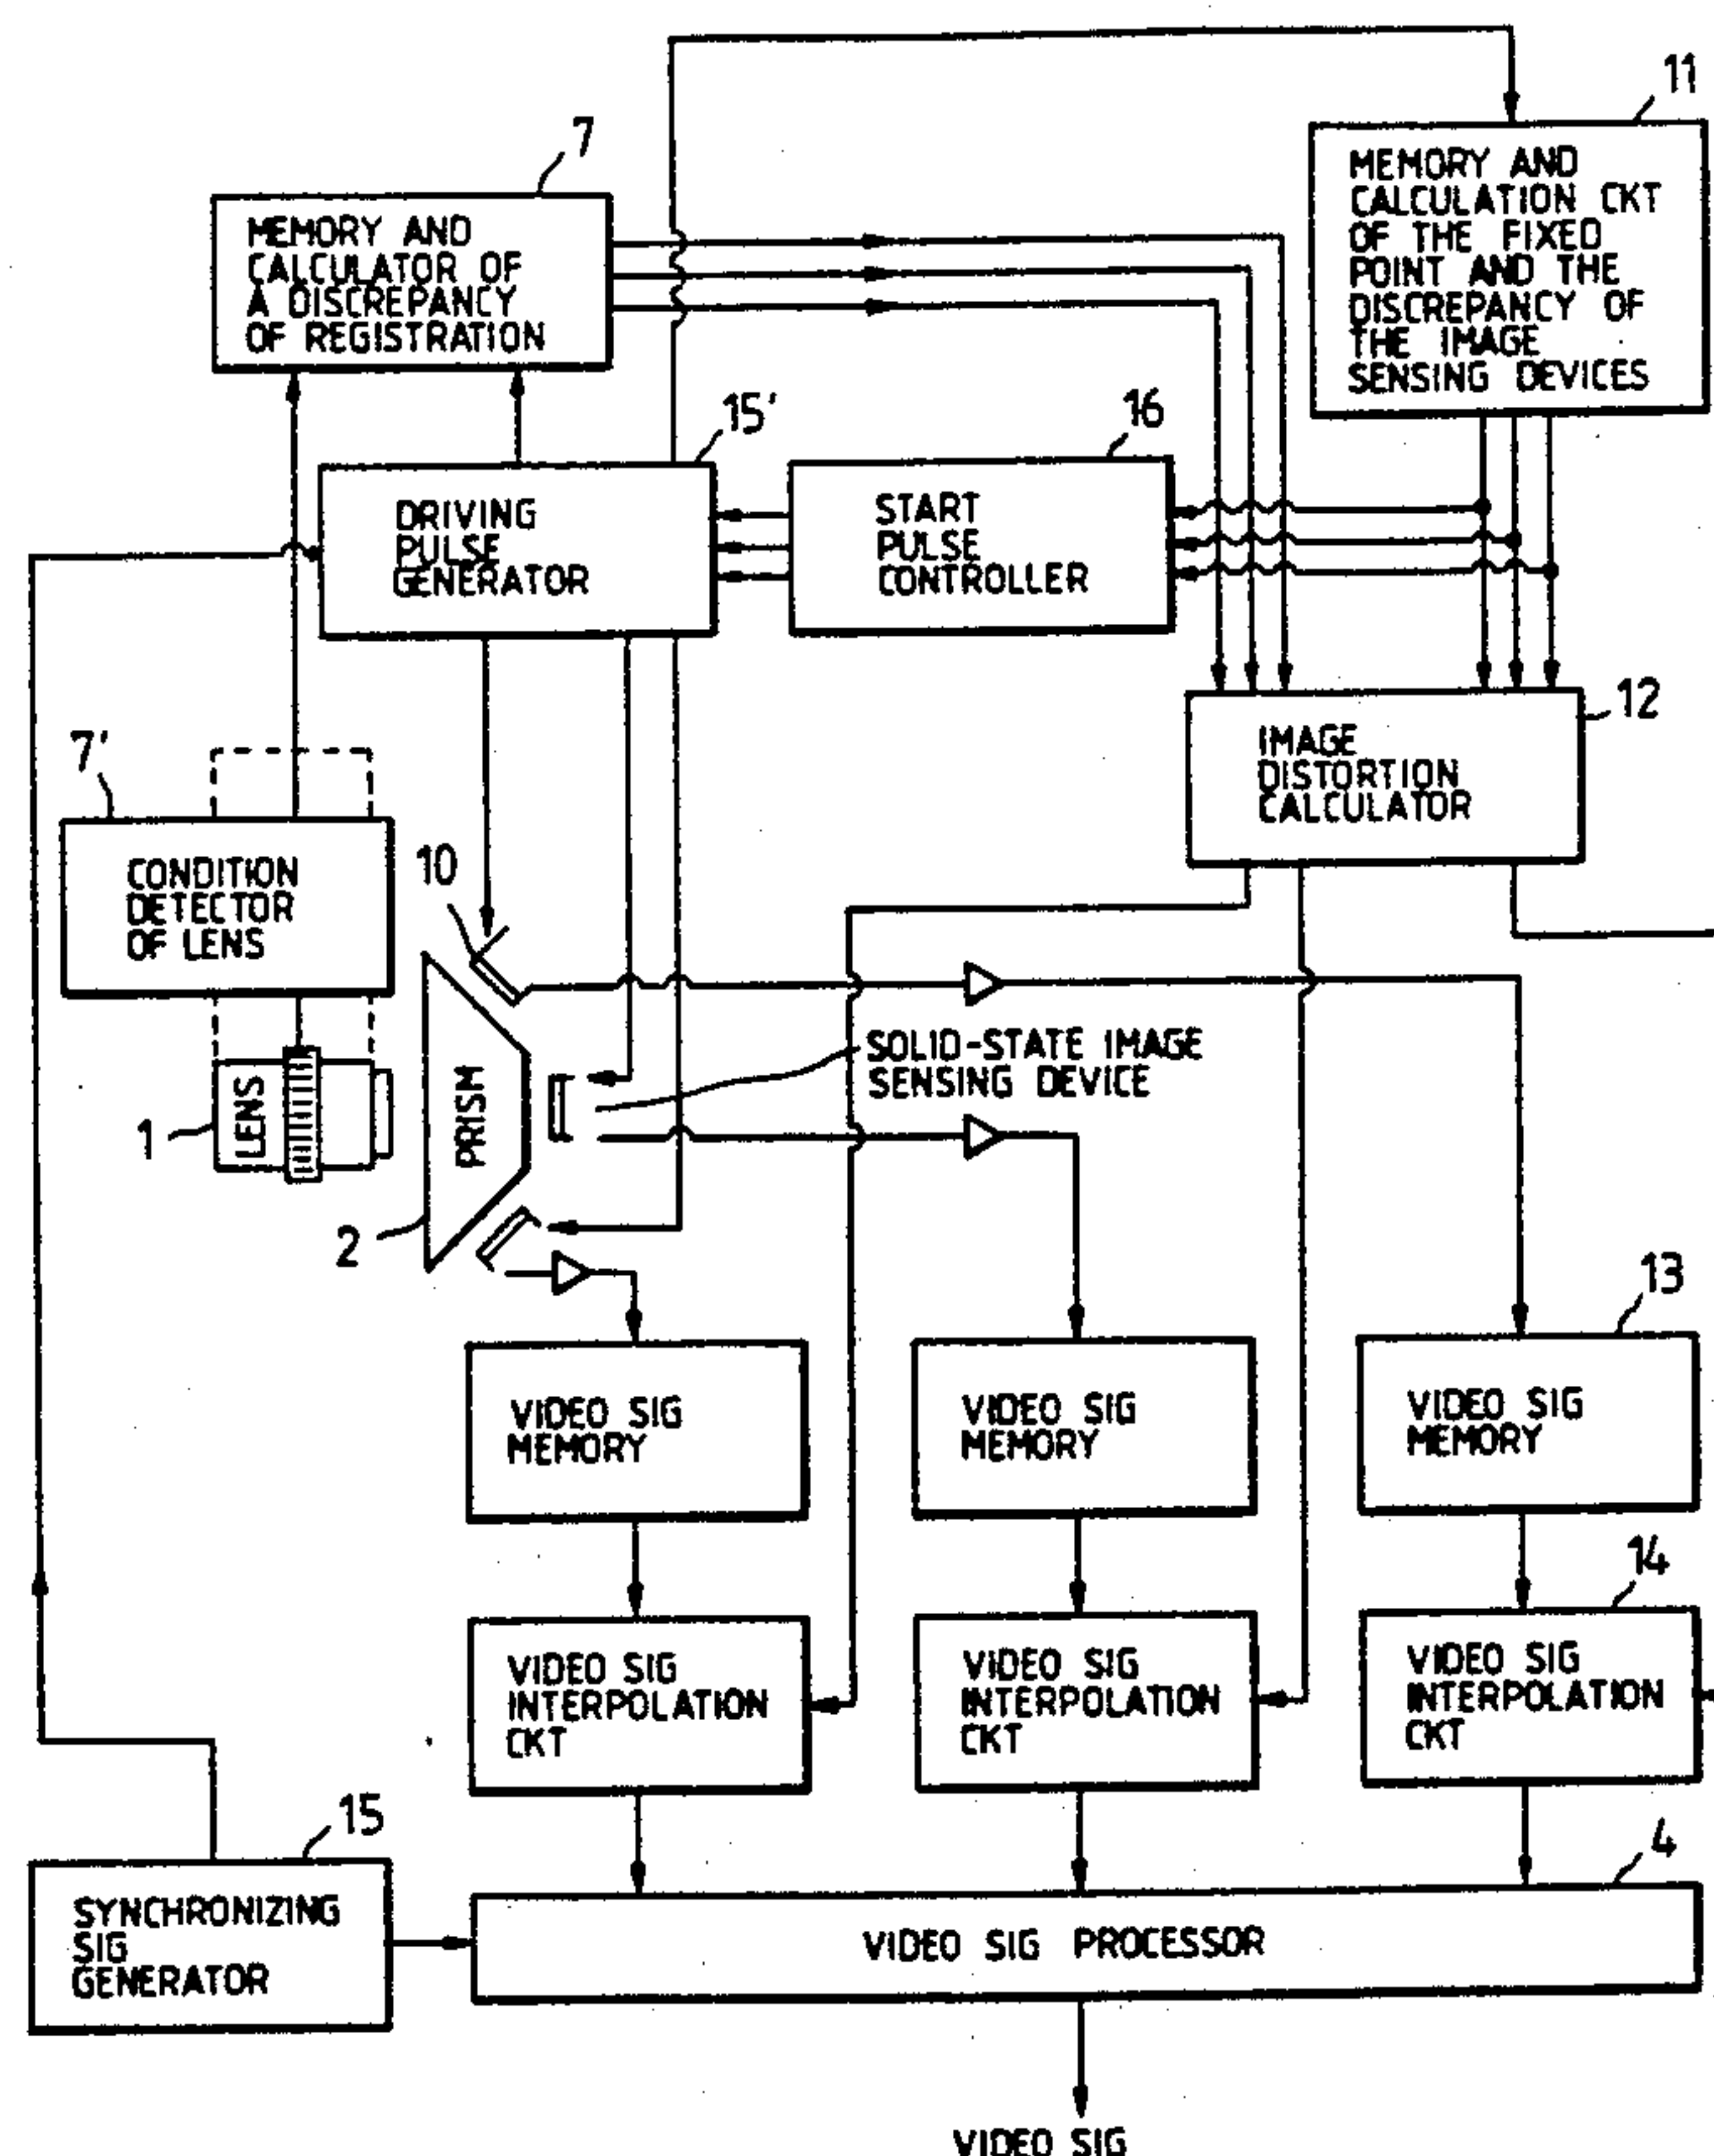 11
MEMORY AND
CALCULATION CKT
OF THE FIXED
POINT AND THE
DISCREPANCY OF
THE IMAGE
SENSING DEVICES
7
MEMORY AND
CALCULATOR OF
A DISCREPANCY
OF REGISTRATION
15'
DRIVING
PULSE
GENERATOR
16
START
PULSE
CONTROLLER
12
IMAGE
DISTORTION
CALCULATOR
7'
CONDITION
DETECTOR
OF LENS
10
SOLID-STATE IMAGE
SENSING DEVICE
1
LENS
PRISM
2
13
VIDEO SIG
MEMORY
VIDEO SIG
MEMORY
VIDEO SIG
MEMORY
14
VIDEO SIG
INTERPOLATION
CKT
VIDEO SIG
INTERPOLATION
CKT
VIDEO SIG
INTERPOLATION
CKT
15
SYNCHRONIZING
SIG
GENERATOR
4
VIDEO SIG PROCESSOR
VIDEO SIG